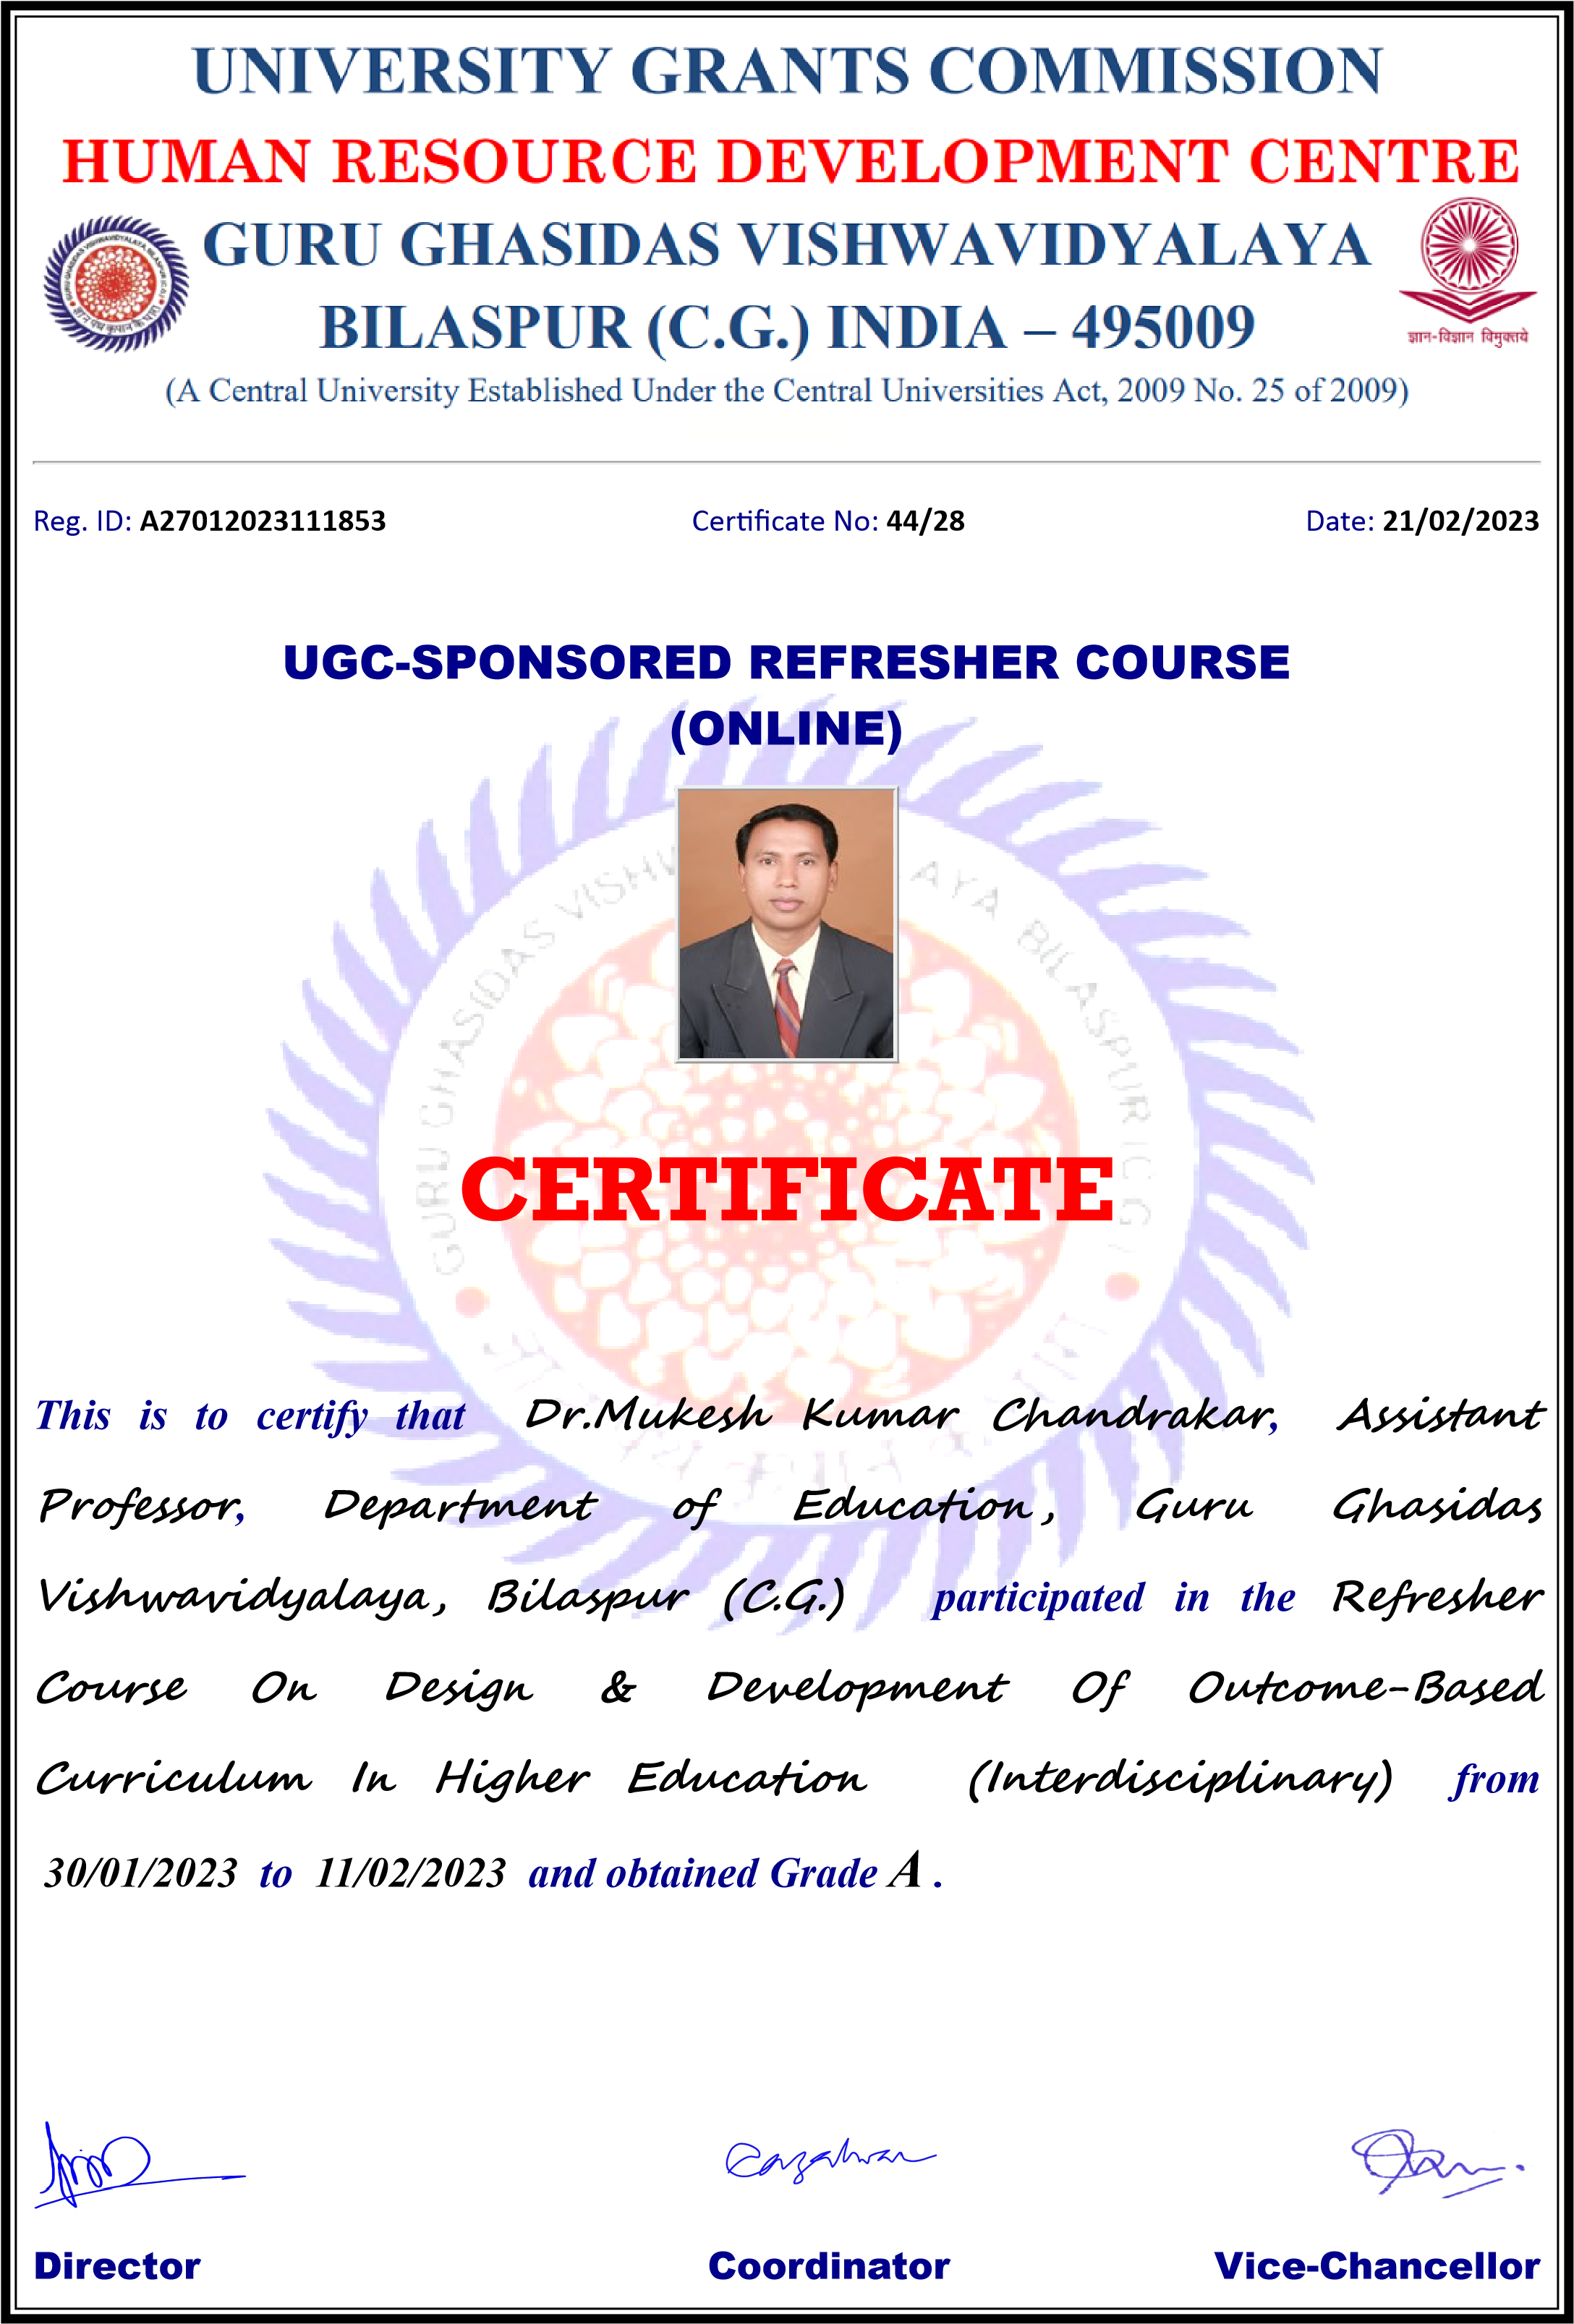 UNIVERSITY GRANTS COMMISSION
HUMAN RESOURCE DEVELOPMENT CENTRE
GURU GHASIDAS VISHWAVIDYALAYA
BILASPUR (C.G.) INDIA – 495009
ज्ञान-विज्ञान विमुक्तये
(A Central University Established Under the Central Universities Act, 2009 No. 25 of 2009)
Reg. ID: A27012023111853 Certificate No: 44/28 Date: 21/02/2023
UGC-SPONSORED REFRESHER COURSE
(ONLINE)
CERTIFICATE
This is to certify that Dr.Mukesh Kumar Chandrakar, Assistant
Professor, Department of Education, Guru Ghasidas
Vishwavidyalaya, Bilaspur (C.G.) participated in the Refresher
Course On Design & Development Of Outcome-Based
Curriculum In Higher Education (Interdisciplinary) from
30/01/2023 to 11/02/2023 and obtained Grade A .
Director Coordinator Vice-Chancellor